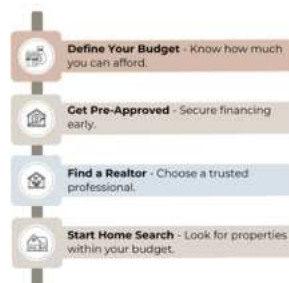 Define Your Budget - Know how much
you can afford.
Get Pre-Approved - Secure financing
early.
Find a Realtor - Choose a trusted
professional.
Start Home Search - Look for properties
within your budget.